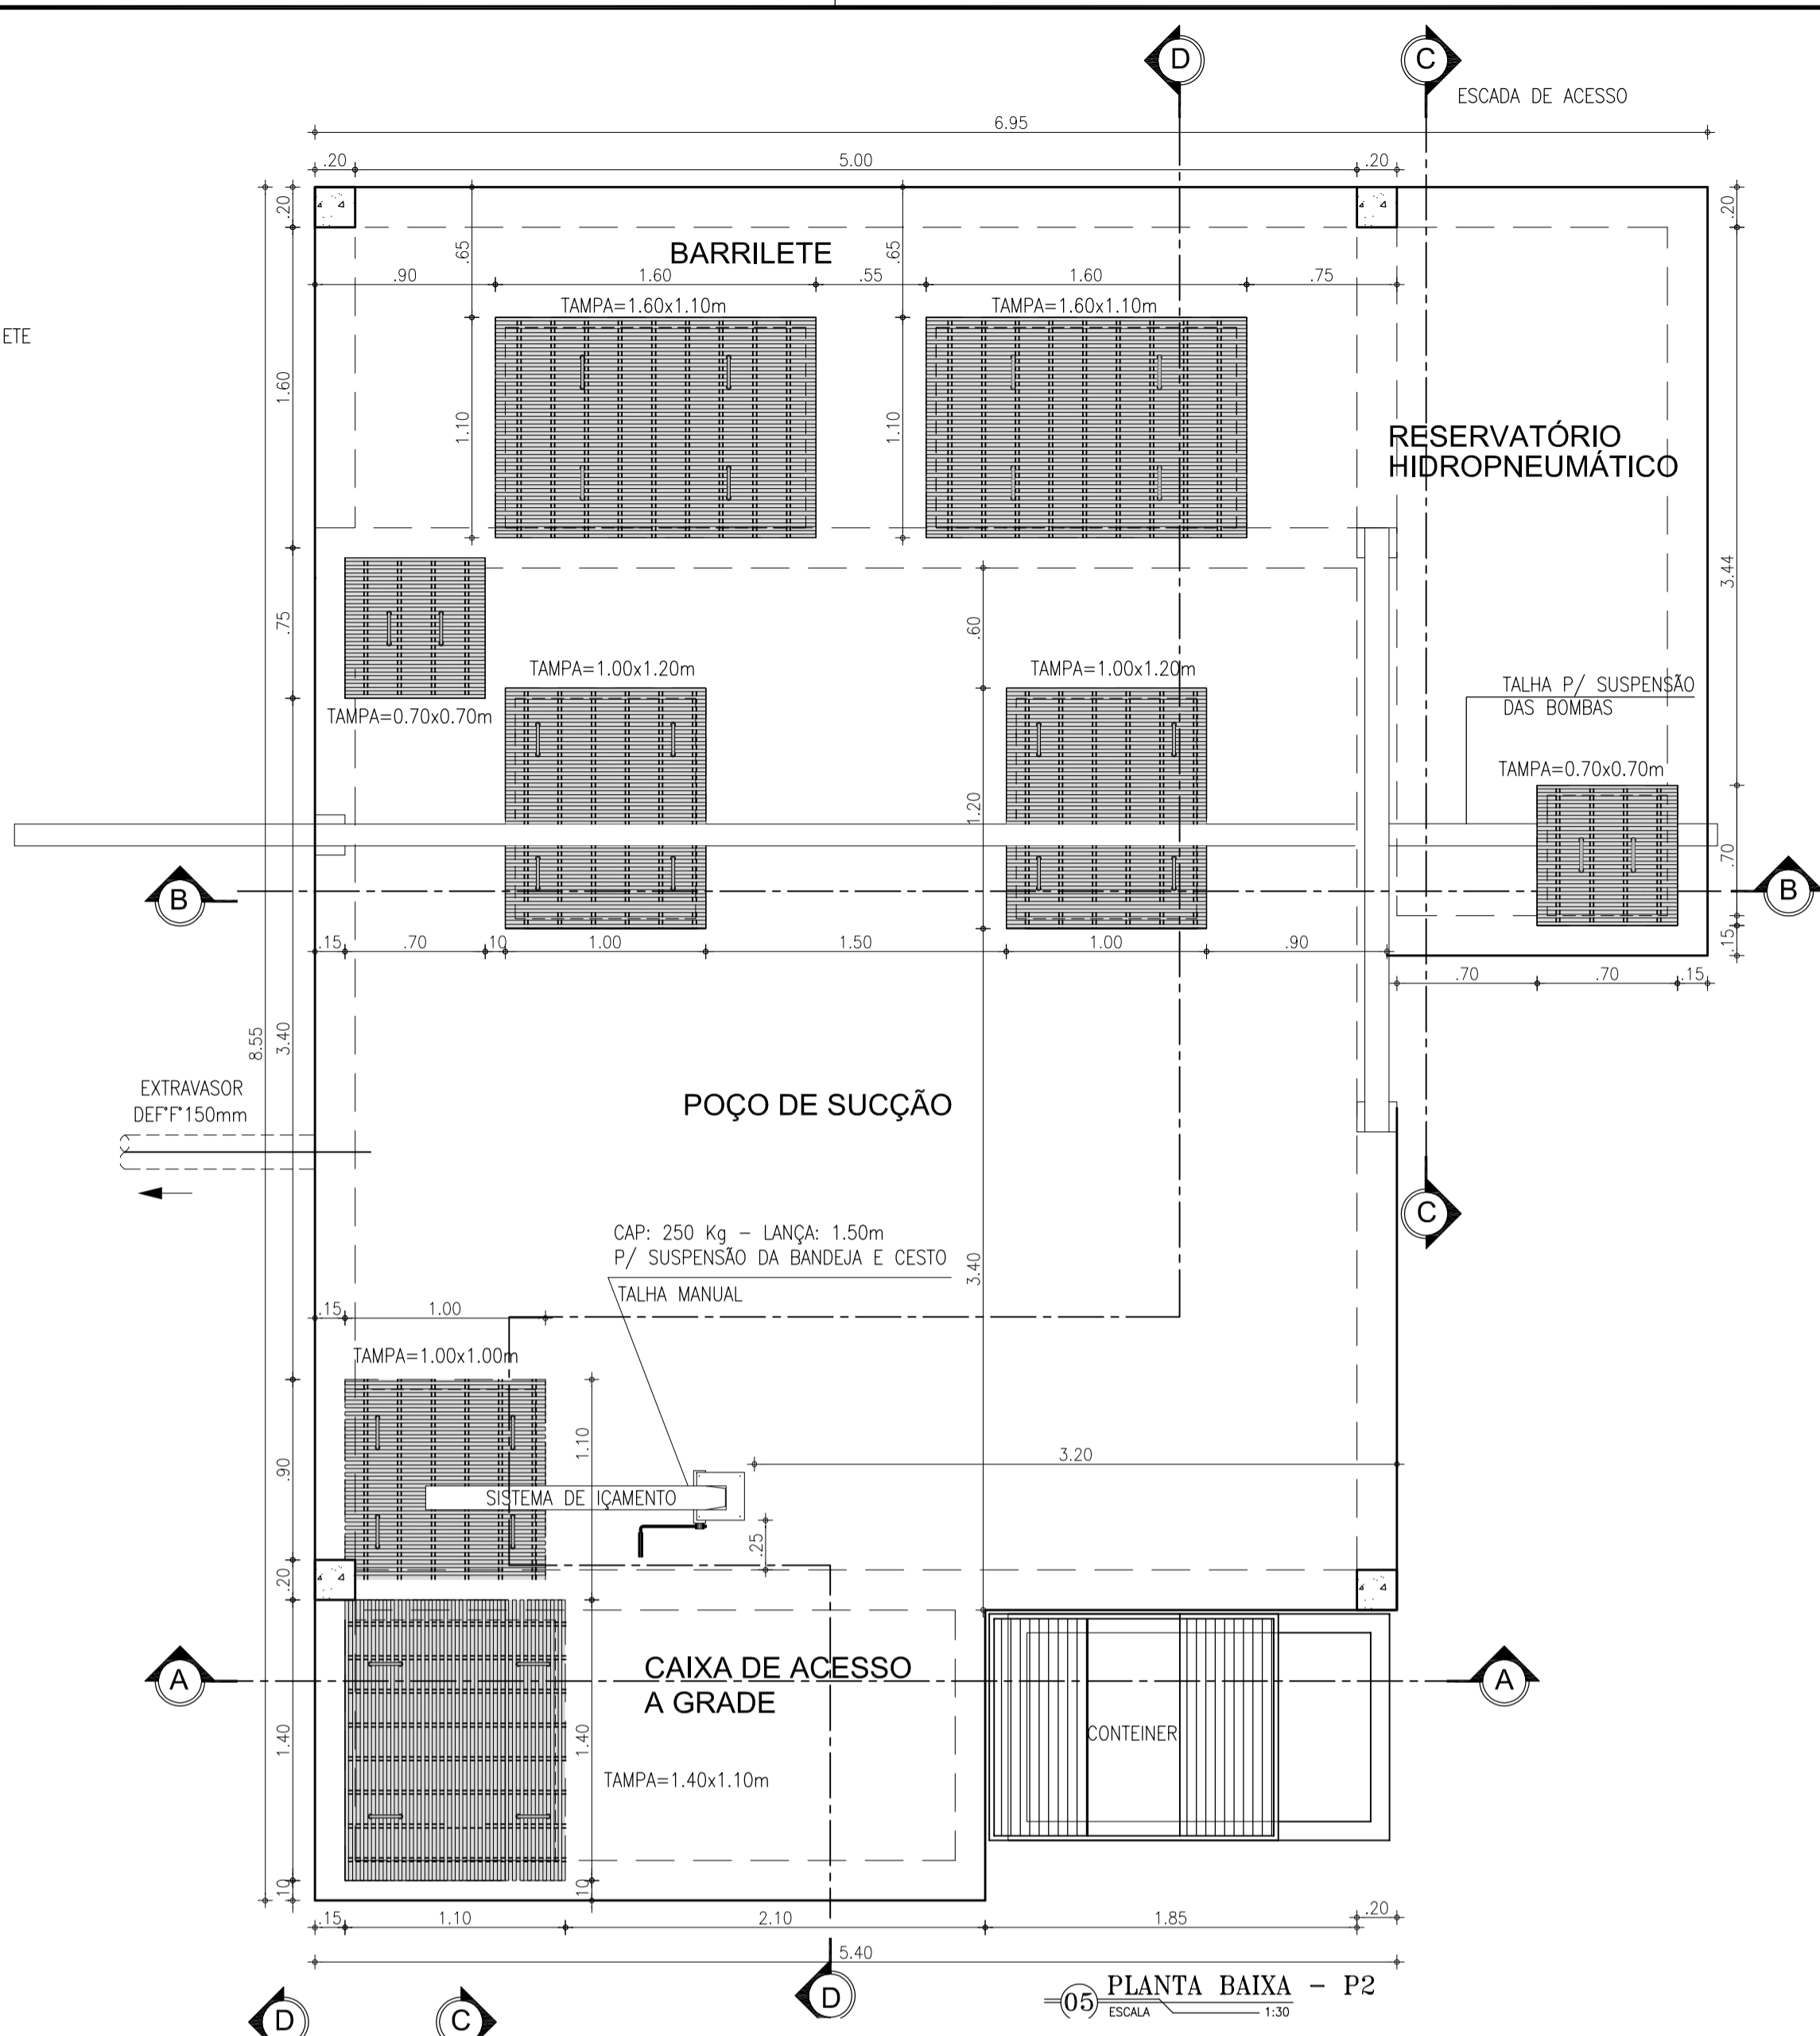 D
C
ESCADA DE ACESSO
6.95
.20
5.00
.20
.20
.65
BARRILETE
.65
.20
.90
1.60
.55
1.60
.75
TAMPA=1.60x1.10m
TAMPA=1.60x1.10m
ETE
1.60
1.10
1.10
RESERVATÓRIO
HIDROPNEUMÁTICO
3.44
.75
.60
TAMPA=1.00x1.20m
TAMPA=1.00x1.20m
TALHA P/ SUSPENSÃO
DAS BOMBAS
TAMPA=0.70x0.70m
TAMPA=0.70x0.70m
1.20
.70
B
B
.15
.70
10
1.00
1.50
1.00
.90
.15
.70
.70
.15
8.55
3.40
EXTRAVASOR
DEF°F°150mm
POÇO DE SUCÇÃO
C
CAP: 250 Kg – LANÇA: 1.50m
P/ SUSPENSÃO DA BANDEJA E CESTO
TALHA MANUAL
3.40
.15
1.00
TAMPA=1.00x1.00m
1.10
.90
3.20
SISTEMA DE IÇAMENTO
.25
.20
CAIXA DE ACESSO
A GRADE
A
A
1.40
1.40
CONTEINER
TAMPA=1.40x1.10m
.10
.10
.15
1.10
2.10
1.85
.20
5.40
D
05
PLANTA BAIXA – P2
ESCALA
1:30
D
C